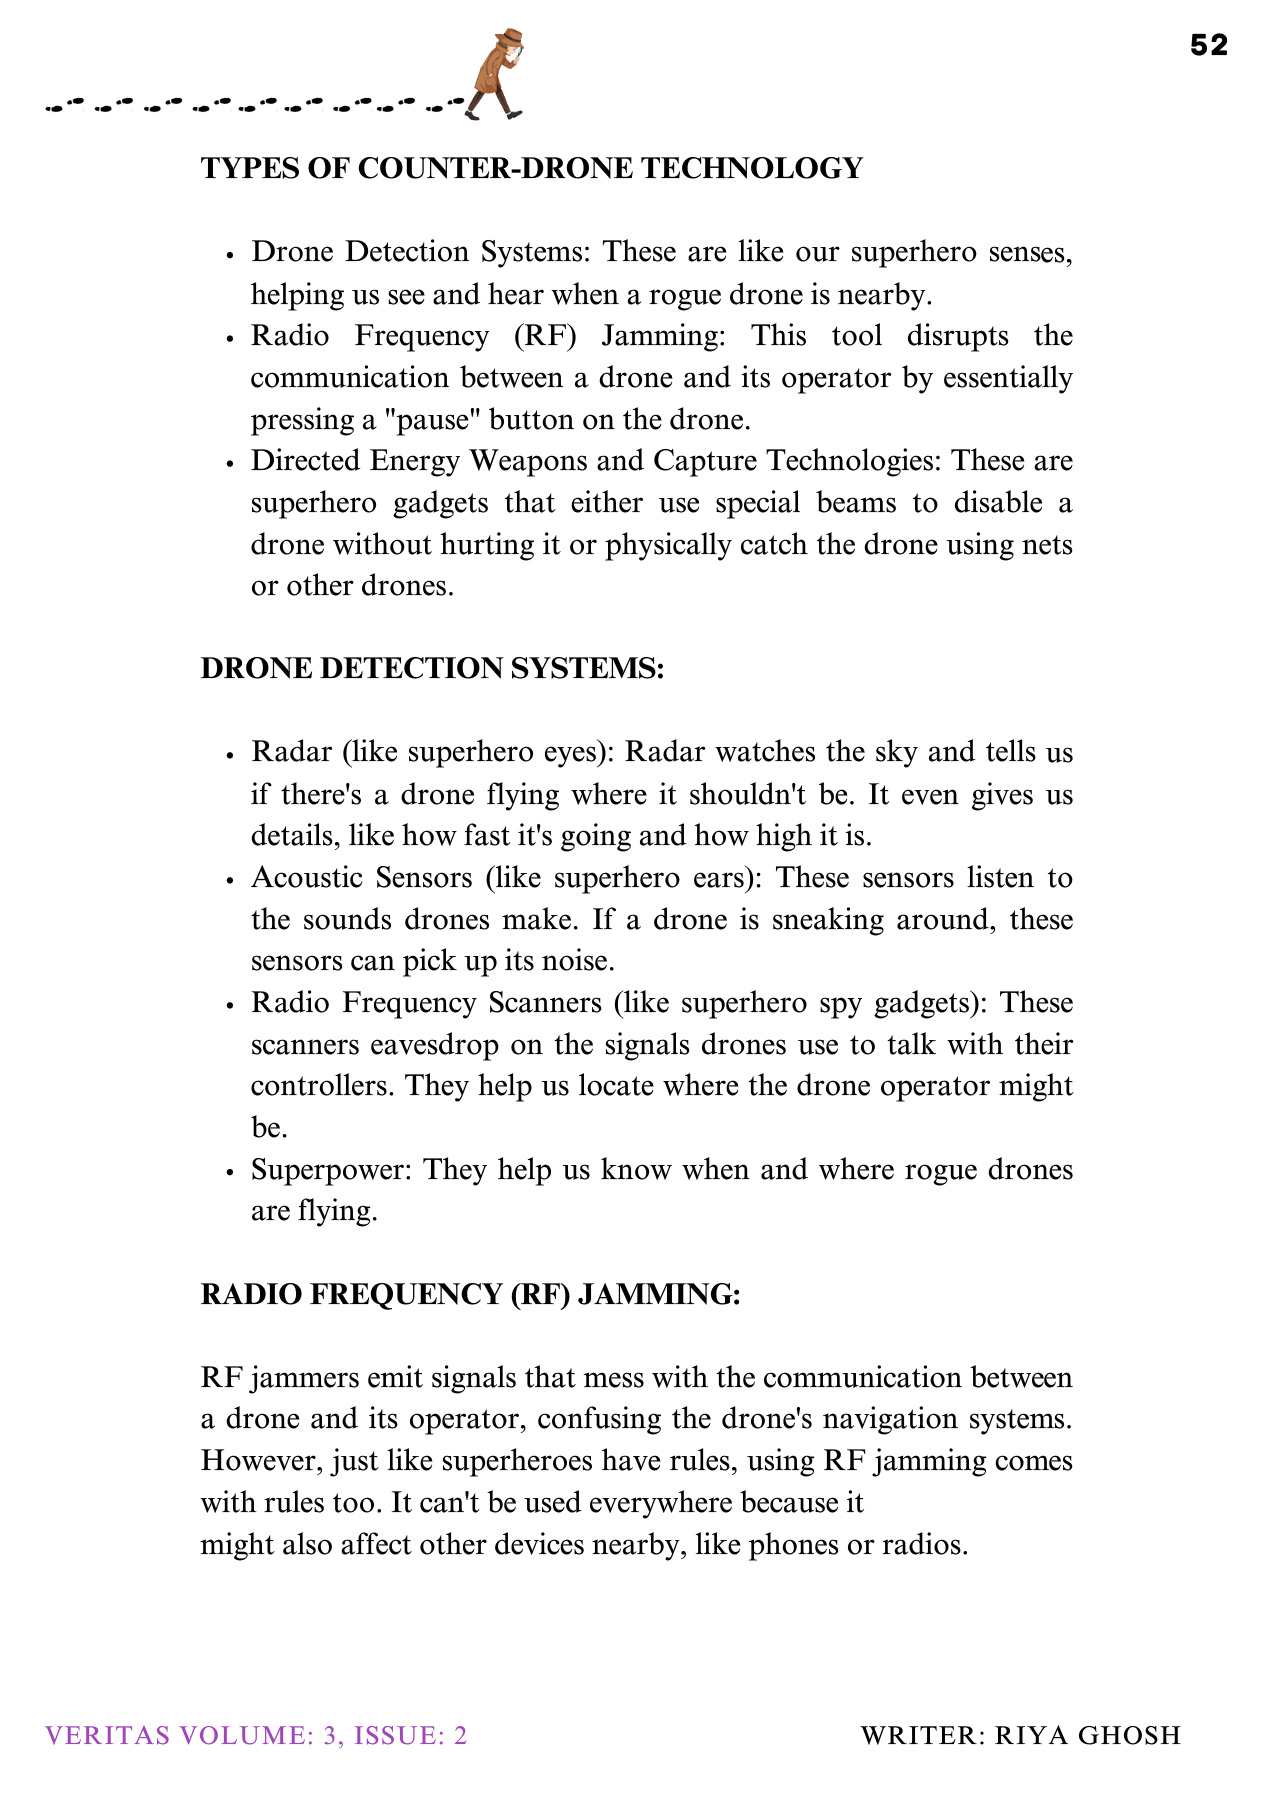 52
TYPES OF COUNTER-DRONE TECHNOLOGY
• Drone Detection Systems: These are like our superhero senses,
helping us see and hear when a rogue drone is nearby.
• Radio Frequency (RF) Jamming: This tool disrupts the
communication between a drone and its operator by essentially
pressing a "pause" button on the drone.
• Directed Energy Weapons and Capture Technologies: These are
superhero gadgets that either use special beams to disable a
drone without hurting it or physically catch the drone using nets
or other drones.
DRONE DETECTION SYSTEMS:
• Radar (like superhero eyes): Radar watches the sky and tells us
if there's a drone flying where it shouldn't be. It even gives us
details, like how fast it's going and how high it is.
• Acoustic Sensors (like superhero ears): These sensors listen to
the sounds drones make. If a drone is sneaking around, these
sensors can pick up its noise.
• Radio Frequency Scanners (like superhero spy gadgets): These
scanners eavesdrop on the signals drones use to talk with their
controllers. They help us locate where the drone operator might
be.
• Superpower: They help us know when and where rogue drones
are flying.
RADIO FREQUENCY (RF) JAMMING:
RF jammers emit signals that mess with the communication between
a drone and its operator, confusing the drone's navigation systems.
However, just like superheroes have rules, using RF jamming comes
with rules too. It can't be used everywhere because it
might also affect other devices nearby, like phones or radios.
VERITAS VOLUME: 3, ISSUE: 2
WRITER: RIYA GHOSH